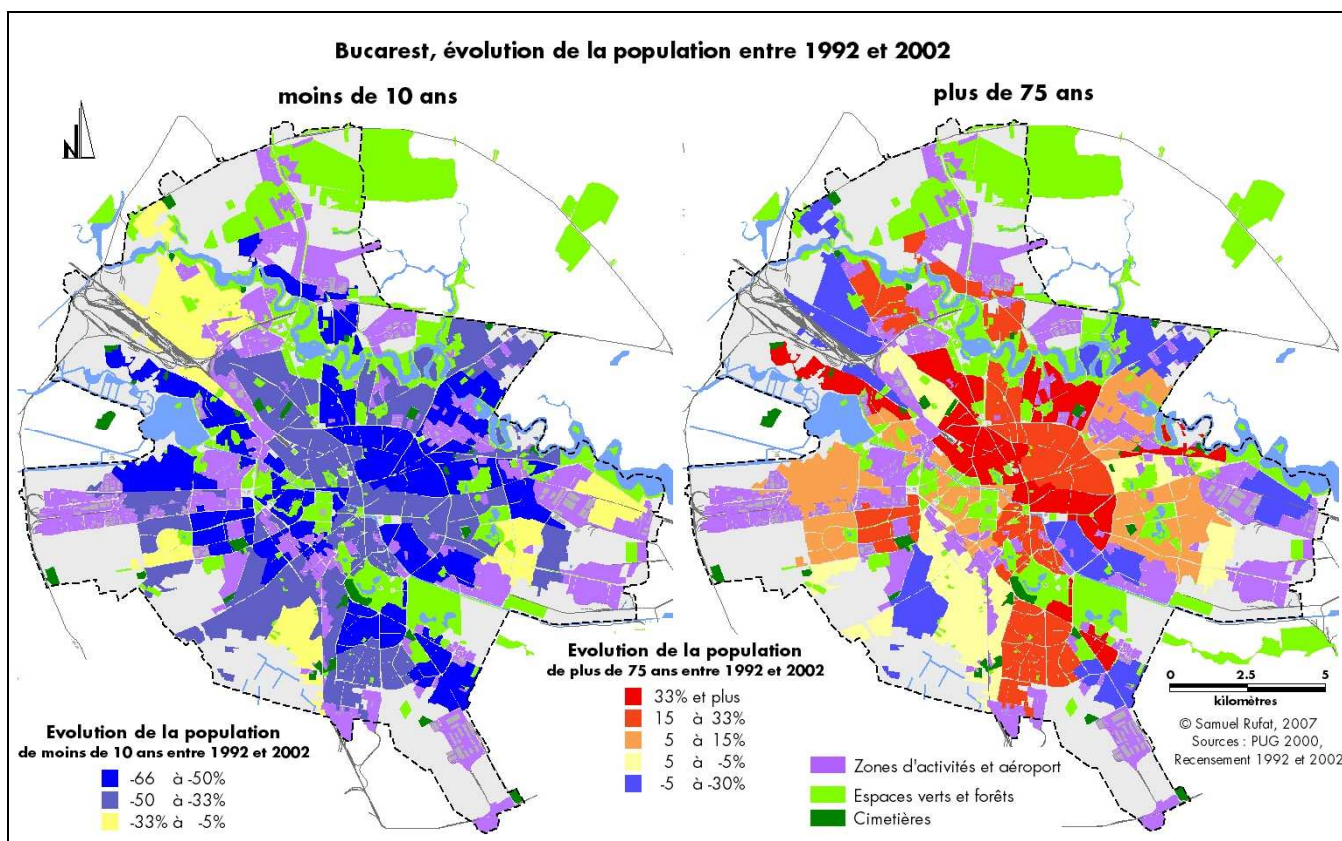 Bucarest, évolution de la population entre 1992 et 2002
moins de 10 ans
plus de 75 ans
N
Evolution de la population
de moins de 10 ans entre 1992 et 2002
-66 à -50%
-50 à -33%
-33% à -5%
Evolution de la population
de plus de 75 ans entre 1992 et 2002
33% et plus
15 à 33%
5 à 15%
5 à -5%
-5 à -30%
Zones d'activités et aéroport
Espaces verts et forêts
Cimetières
0 2.5 5
kilomètres
© Samuel Rufat, 2007
Sources : PUG 2000,
Recensement 1992 et 2002